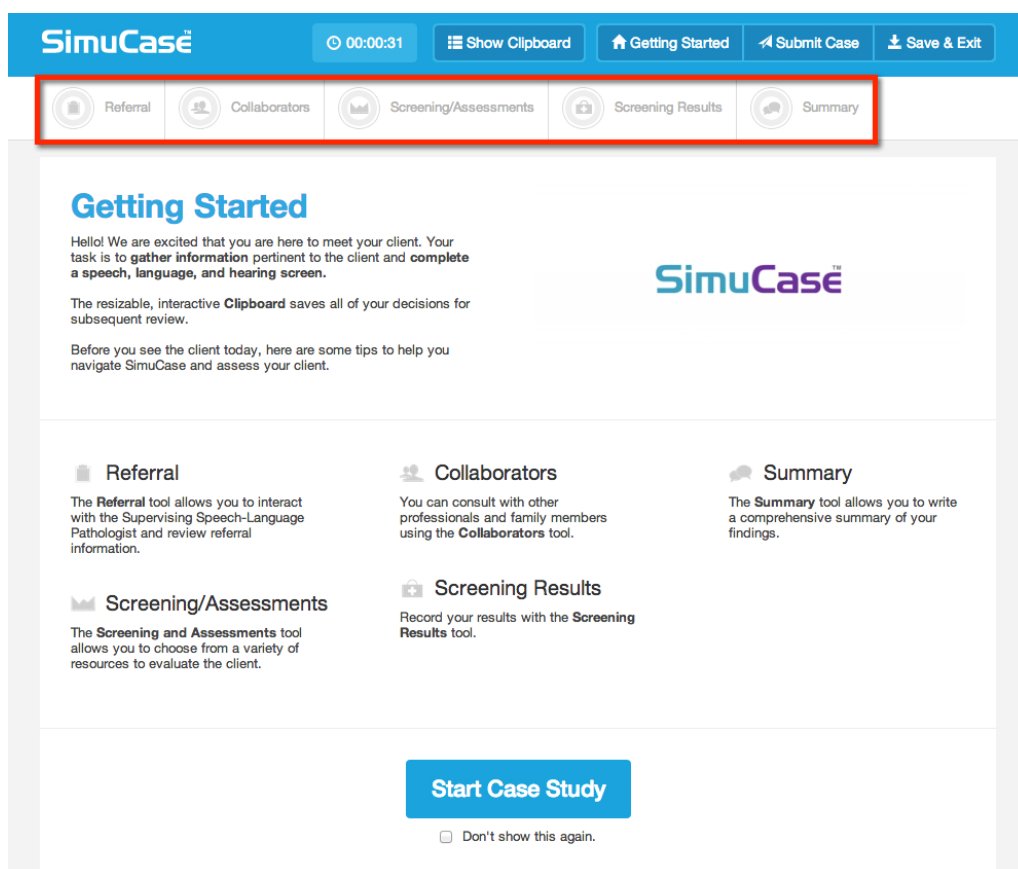 SimuCase™
00:00:31
Show Clipboard
Getting Started
Submit Case
Save & Exit
Referral
Collaborators
Screening/Assessments
Screening Results
Summary
Getting Started
Hello! We are excited that you are here to meet your client. Your
task is to gather information pertinent to the client and complete
a speech, language, and hearing screen.
The resizable, interactive Clipboard saves all of your decisions for
subsequent review.
Before you see the client today, here are some tips to help you
navigate SimuCase and assess your client.
SimuCase™
Referral
The Referral tool allows you to interact
with the Supervising Speech-Language
Pathologist and review referral
information.
Collaborators
You can consult with other
professionals and family members
using the Collaborators tool.
Summary
The Summary tool allows you to write
a comprehensive summary of your
findings.
Screening/Assessments
The Screening and Assessments tool
allows you to choose from a variety of
resources to evaluate the client.
Screening Results
Record your results with the Screening
Results tool.
Start Case Study
Don't show this again.